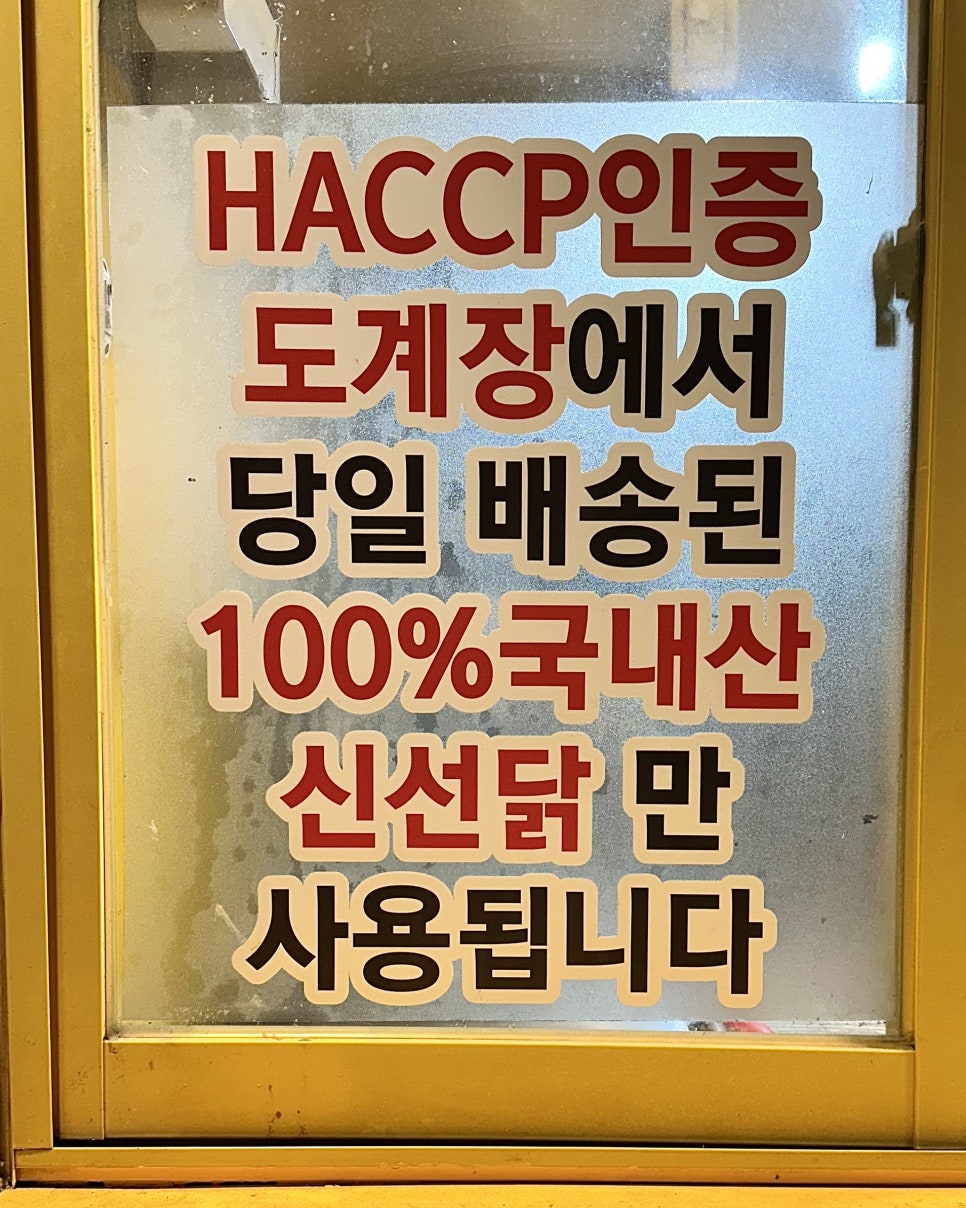 HACCP인증
도계장에서
당일 배송된
100%국내산
신선닭 만
사용됩니다